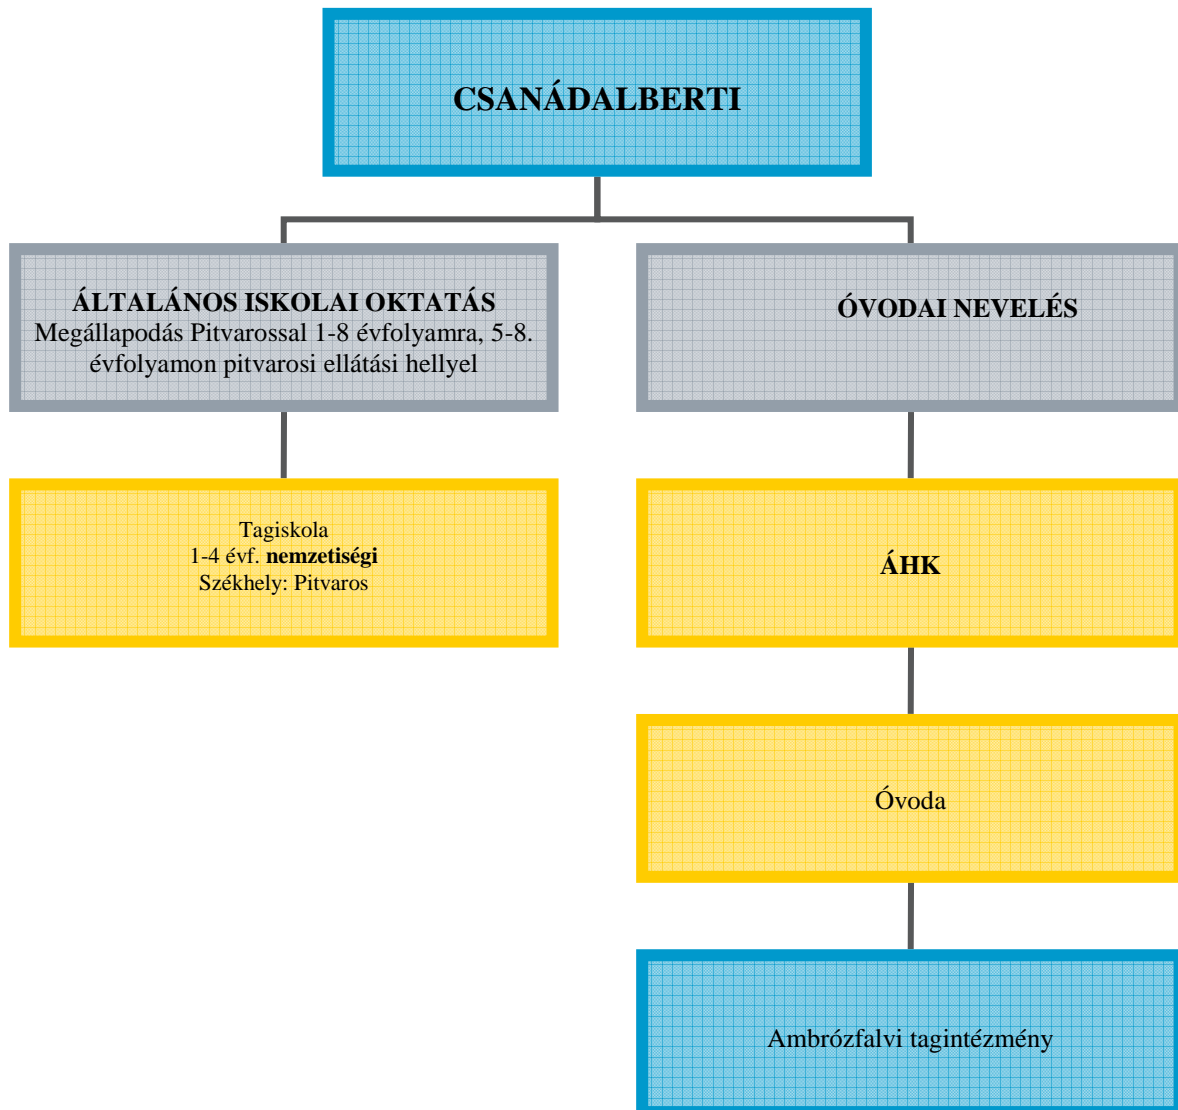 CSANÁDALBERTI
ÁLTALÁNOS ISKOLAI OKTATÁS
Megállapodás Pitvarossal 1-8 évfolyamra, 5-8.
évfolyamon pitvarosi ellátási hellyel
ÓVODAI NEVELÉS
Tagiskola
1-4 évf. nemzetiségi
Székhely: Pitvaros
ÁHK
Óvoda
Ambrózfalvi tagintézmény